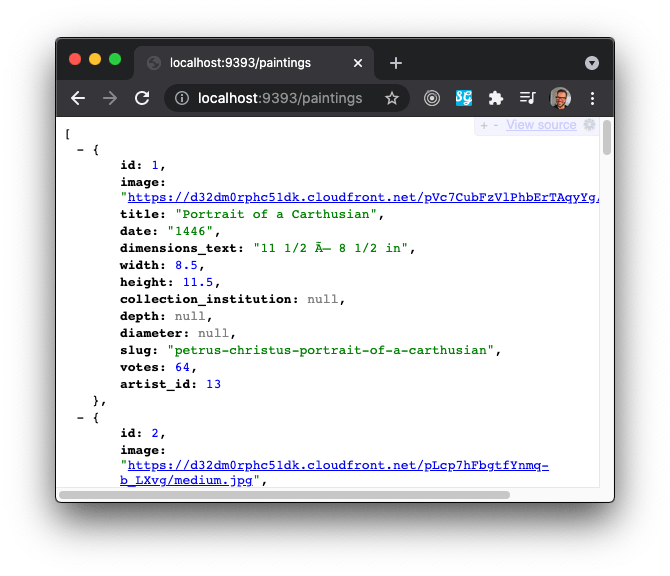 localhost:9393/paintings
localhost:9393/paintings
SG
+ - View source
[
- {
id: 1,
image:
"https://d32dm0rphc51dk.cloudfront.net/pVc7CubFzVlPhbErTAqyYg/
title: "Portrait of a Carthusian",
date: "1446",
dimensions_text: "11 1/2 Ã— 8 1/2 in",
width: 8.5,
height: 11.5,
collection_institution: null,
depth: null,
diameter: null,
slug: "petrus-christus-portrait-of-a-carthusian",
votes: 64,
artist_id: 13
},
- {
id: 2,
image:
"https://d32dm0rphc51dk.cloudfront.net/pLcp7hFbgtfYnmq-
b_LXvg/medium.jpg",